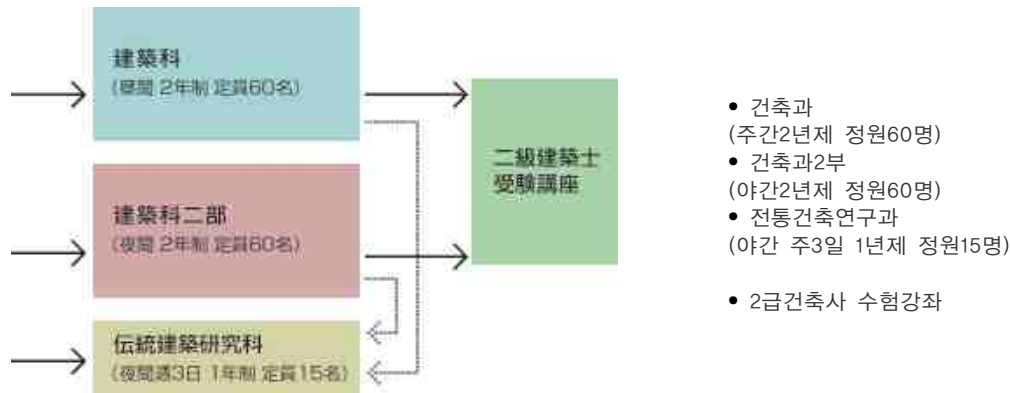 建築科
(昼間 2年制 定員60名)
建築科二部
(夜間 2年制 定員60名)
伝統建築研究科
(夜間週3日 1年制 定員15名)
二級建築士
受験講座
• 건축과
(주간2년제 정원60명)
• 건축과2부
(야간2년제 정원60명)
• 전통건축연구과
(야간 주3일 1년제 정원15명)
• 2급건축사 수험강좌